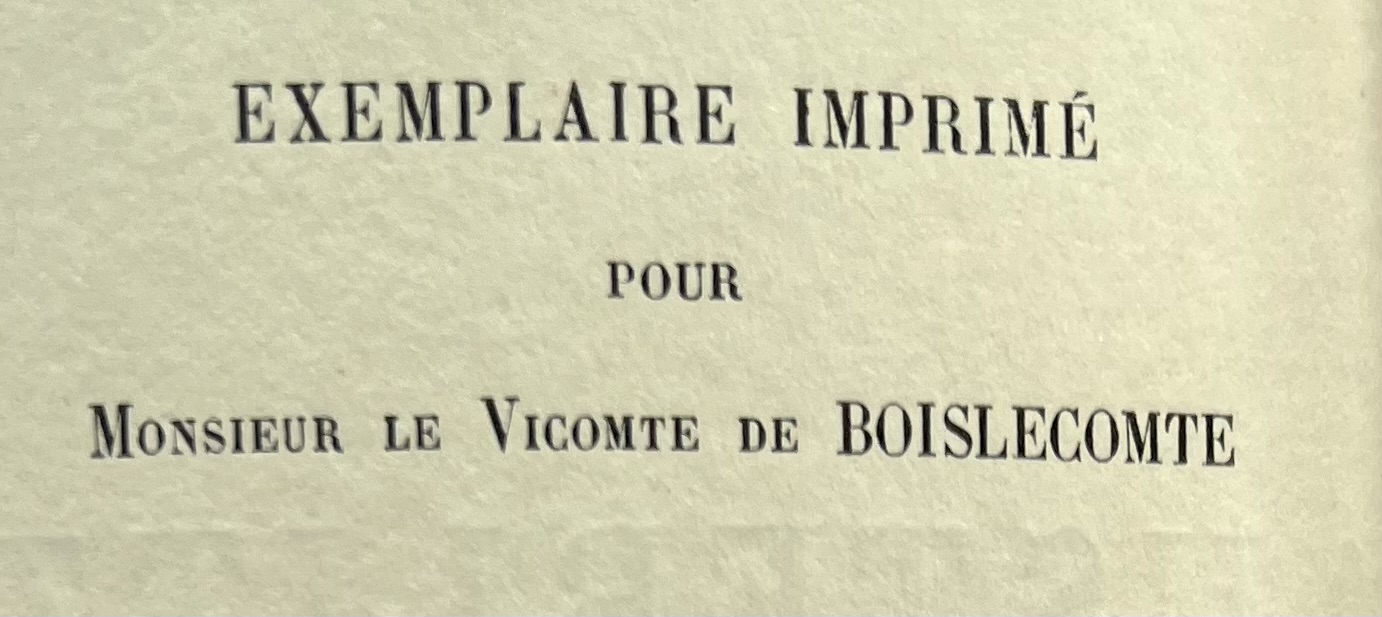 EXEMPLAIRE IMPRIMÉ
POUR
Monsieur le Vicomte de BOISLECOMTE